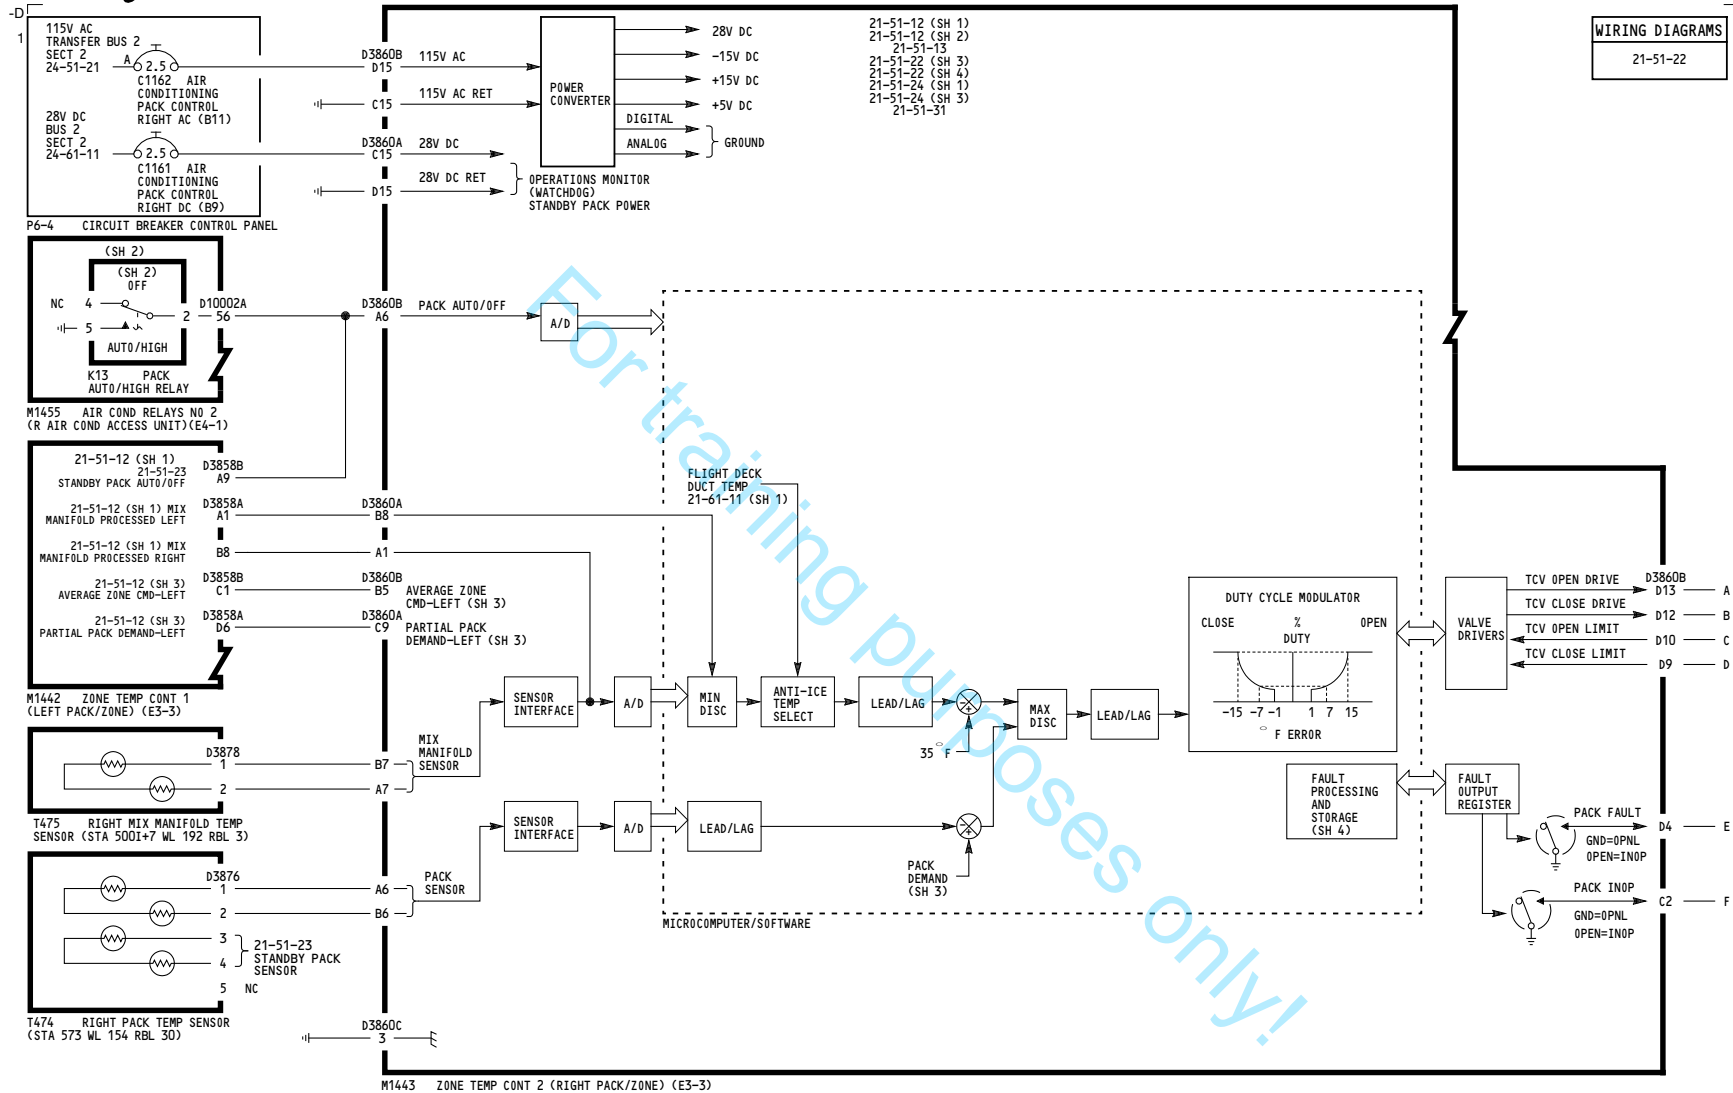 -D
1
115V AC
TRANSFER BUS 2
SECT 2
24-51-21
A
2.5
C1162 AIR
CONDITIONING
PACK CONTROL
RIGHT AC (B11)
28V DC
BUS 2
SECT 2
24-61-11
2.5
C1161 AIR
CONDITIONING
PACK CONTROL
RIGHT DC (B9)
P6-4 CIRCUIT BREAKER CONTROL PANEL
D3860B
D15
115V AC
C15
115V AC RET
D3860A
C15
28V DC
D15
28V DC RET
POWER
CONVERTER
28V DC
-15V DC
+15V DC
+5V DC
DIGITAL
ANALOG
GROUND
OPERATIONS MONITOR
(WATCHDOG)
STANDBY PACK POWER
21-51-12 (SH 1)
21-51-12 (SH 2)
21-51-13
21-51-22 (SH 3)
21-51-22 (SH 4)
21-51-24 (SH 1)
21-51-24 (SH 3)
21-51-31
WIRING DIAGRAMS
21-51-22
(SH 2)
(SH 2)
OFF
NC 4
5
2
AUTO/HIGH
K13 PACK
AUTO/HIGH RELAY
D10002A
56
M1455 AIR COND RELAYS NO 2
(R AIR COND ACCESS UNIT)(E4-1)
D3860B
A6
PACK AUTO/OFF
A/D
21-51-12 (SH 1)
21-51-23
STANDBY PACK AUTO/OFF
D3858B
A9
21-51-12 (SH 1) MIX
MANIFOLD PROCESSED LEFT
D3858A
A1
D3860A
B8
21-51-12 (SH 1) MIX
MANIFOLD PROCESSED RIGHT
B8
A1
21-51-12 (SH 3)
AVERAGE ZONE CMD-LEFT
D3858B
C1
D3860B
B5
AVERAGE ZONE
CMD-LEFT (SH 3)
21-51-12 (SH 3)
PARTIAL PACK DEMAND-LEFT
D3858A
D6
D3860A
C9
PARTIAL PACK
DEMAND-LEFT (SH 3)
M1442 ZONE TEMP CONT 1
(LEFT PACK/ZONE) (E3-3)
FLIGHT DECK
DUCT TEMP
21-61-11 (SH 1)
SENSOR
INTERFACE
A/D
MIN
DISC
ANTI-ICE
TEMP
SELECT
LEAD/LAG
- +
35 °F
MAX
DISC
LEAD/LAG
DUTY CYCLE MODULATOR
CLOSE % OPEN
DUTY
-15 -7 -1 1 7 15
° F ERROR
VALVE
DRIVERS
TCV OPEN DRIVE
TCV CLOSE DRIVE
TCV OPEN LIMIT
TCV CLOSE LIMIT
D3860B
D13 A
D12 B
D10 C
D9 D
D3878
1
2
B7
A7
MIX
MANIFOLD
SENSOR
T475 RIGHT MIX MANIFOLD TEMP
SENSOR (STA 500I+7 WL 192 RBL 3)
SENSOR
INTERFACE
A/D
LEAD/LAG
- +
PACK
DEMAND
(SH 3)
FAULT
PROCESSING
AND
STORAGE
(SH 4)
FAULT
OUTPUT
REGISTER
PACK FAULT
D4 E
GND=OPNL
OPEN=INOP
PACK INOP
C2 F
GND=OPNL
OPEN=INOP
D3876
1
2
A6
B6
PACK
SENSOR
3
4
21-51-23
STANDBY PACK
SENSOR
5 NC
T474 RIGHT PACK TEMP SENSOR
(STA 573 WL 154 RBL 30)
MICROCOMPUTER/SOFTWARE
D3860C
3
M1443 ZONE TEMP CONT 2 (RIGHT PACK/ZONE) (E3-3)
For training purposes only!